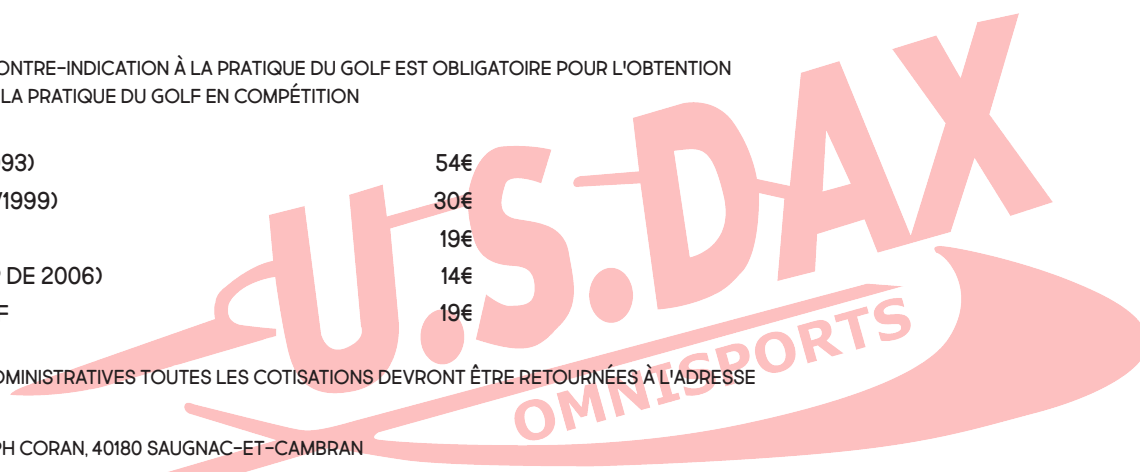 ONTRE-INDICATION À LA PRATIQUE DU GOLF EST OBLIGATOIRE POUR L'OBTENTION
LA PRATIQUE DU GOLF EN COMPÉTITION
93) 54€
/1999) 30€
19€
DE 2006) 14€
F 19€
DMINISTRATIVES TOUTES LES COTISATIONS DEVRONT ÊTRE RETOURNÉES À L'ADRESSE
PH CORAN, 40180 SAUGNAC-ET-CAMBRAN
U.S.DAX
OMNISPORTS